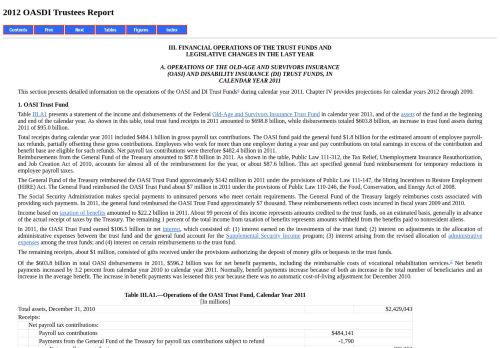 2012 OASDI Trustees Report
Contents Prev Next Tables Figures Index
III. FINANCIAL OPERATIONS OF THE TRUST FUNDS AND
LEGISLATIVE CHANGES IN THE LAST YEAR
A. OPERATIONS OF THE OLD-AGE AND SURVIVORS INSURANCE
(OASI) AND DISABILITY INSURANCE (DI) TRUST FUNDS, IN
CALENDAR YEAR 2011
This section presents detailed information on the operations of the OASI and DI Trust Funds during calendar year 2011. Chapter IV provides projections for calendar years 2012 through 2090.
1. OASI Trust Fund
Table III.A1 presents a statement of the income and disbursements of the Federal Old-Age and Survivors Insurance Trust Fund in calendar year 2011, and of the assets of the fund at the beginning
and end of the calendar year. As shown in this table, total trust fund receipts in 2011 amounted to $698.8 billion, while disbursements totaled $603.8 billion, an increase in trust fund assets during
2011 of $95.0 billion.
Total receipts during calendar year 2011 included $484.1 billion in gross payroll tax contributions. The OASI fund paid the general fund $1.8 billion for the estimated amount of employee payroll-
tax refunds, partially offsetting these gross contributions. Employees who work for more than one employer during a year and pay contributions on total earnings in excess of the contribution and
benefit base are eligible for such refunds. Net payroll tax contributions were therefore $482.4 billion in 2011.
Reimbursements from the General Fund of the Treasury amounted to $87.8 billion in 2011. As shown in the table, Public Law 111-312, the Tax Relief, Unemployment Insurance Reauthorization,
and Job Creation Act of 2010, accounts for almost all of the reimbursement for the year, or about $87.6 billion. This act specified general fund reimbursement for temporary reductions in
employee payroll taxes.
The General Fund of the Treasury reimbursed the OASI Trust Fund approximately $142 million in 2011 under the provisions of Public Law 111-147, the Hiring Incentives to Restore Employment
(HIRE) Act. The General Fund reimbursed the OASI Trust Fund about $7 million in 2011 under the provisions of Public Law 110-246, the Food, Conservation, and Energy Act of 2008.
The Social Security Administration makes special payments to uninsured persons who meet certain requirements. The General Fund of the Treasury largely reimburses costs associated with
providing such payments. In 2011, the general fund reimbursed the OASI Trust Fund approximately $7 thousand. These reimbursements reflect costs incurred in fiscal years 2009 and 2010.
Income based on taxation of benefits amounted to $22.2 billion in 2011. About 99 percent of this income represents amounts credited to the trust funds, on an estimated basis, generally in advance
of the actual receipt of taxes by the Treasury. The remaining 1 percent of the total income from taxation of benefits represents amounts withheld from the benefits paid to nonresident aliens.
In 2011, the OASI Trust Fund earned $106.5 billion in net interest, which consisted of: (1) interest earned on the investments of the trust fund; (2) interest on adjustments in the allocation of
administrative expenses between the trust fund and the general fund account for the Supplemental Security Income program; (3) interest arising from the revised allocation of administrative
expenses among the trust funds; and (4) interest on certain reimbursements to the trust fund.
The remaining receipts, about $1 million, consisted of gifts received under the provisions authorizing the deposit of money gifts or bequests in the trust funds.
Of the $603.8 billion in total OASI disbursements in 2011, $596.2 billion was for net benefit payments, including the reimbursable costs of vocational rehabilitation services. Net benefit
payments increased by 3.2 percent from calendar year 2010 to calendar year 2011. Normally, benefit payments increase because of both an increase in the total number of beneficiaries and an
increase in the average benefit. The increase in benefit payments was lessened this year because there was no automatic cost-of-living adjustment for December 2010.
Table III.A1.—Operations of the OASI Trust Fund, Calendar Year 2011
[In millions]
Total assets, December 31, 2010 $2,429,043
Receipts:
Net payroll tax contributions:
Payroll tax contributions $484,141
Payments from the General Fund of the Treasury for payroll tax contributions subject to refund -1,790